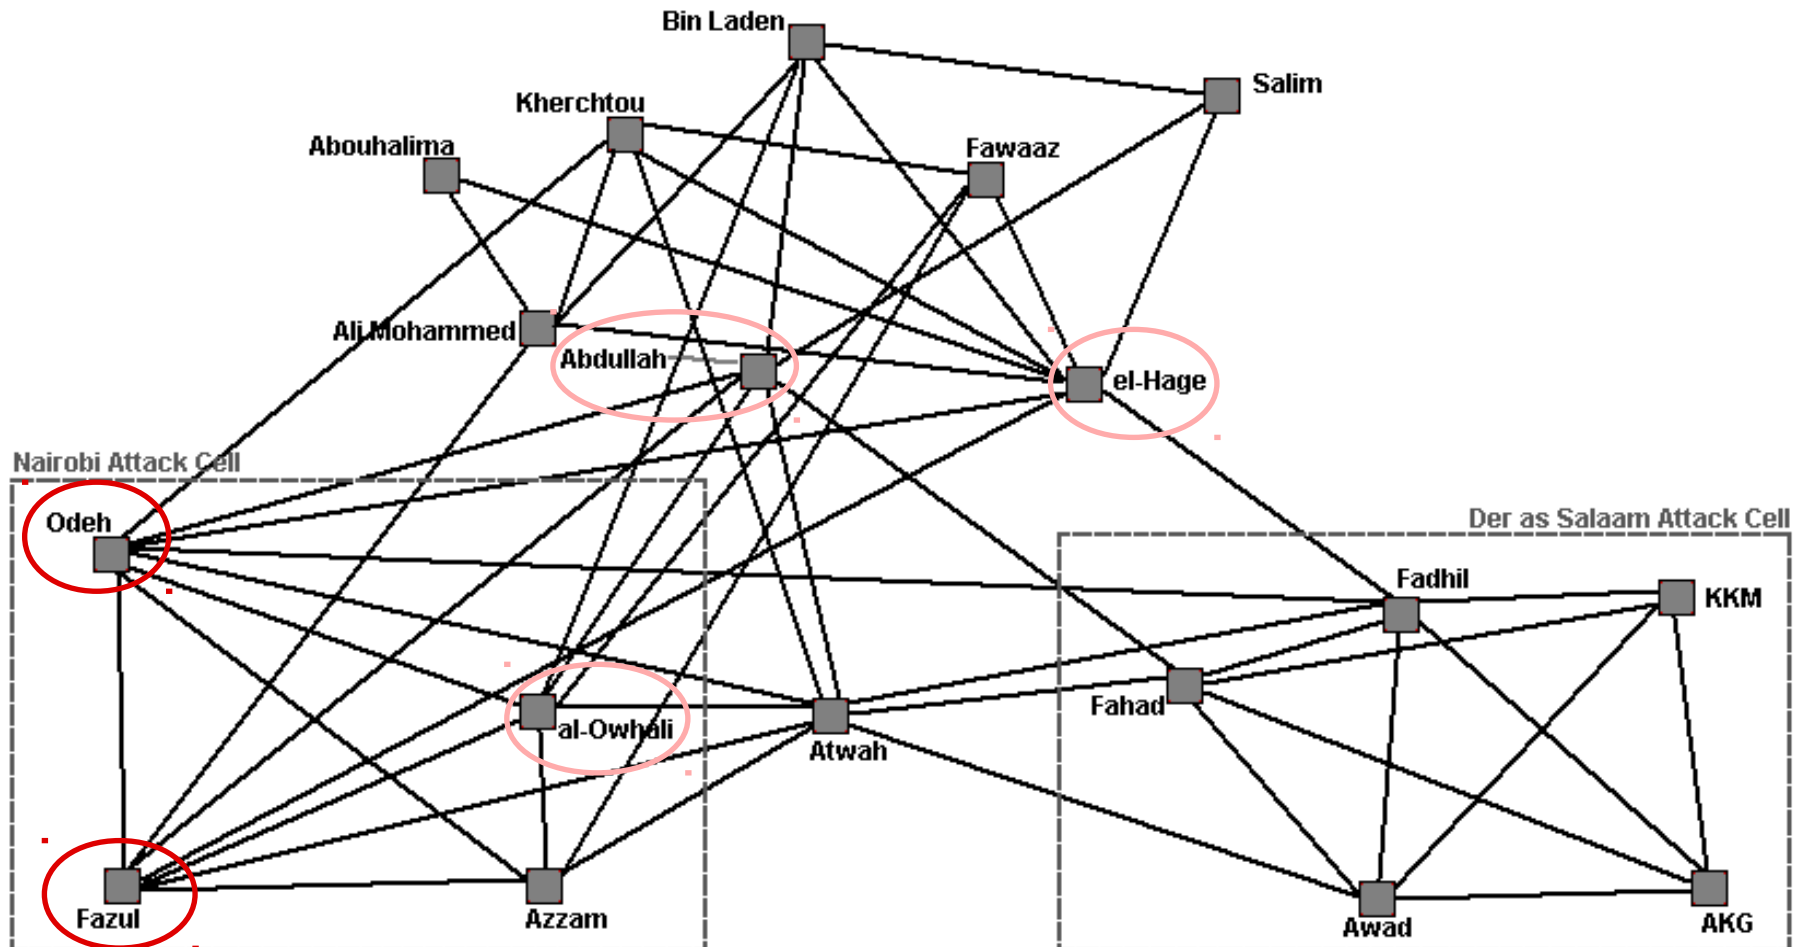 Bin Laden
Salim
Kherchtou
Abouhalima
Fawaaz
Ali Mohammed
Abdullah
el-Hage
Nairobi Attack Cell
Odeh
Der as Salaam Attack Cell
Fadhil
KKM
Fahad
al-Owhali
Atwah
Fazul
Azzam
Awad
AKG